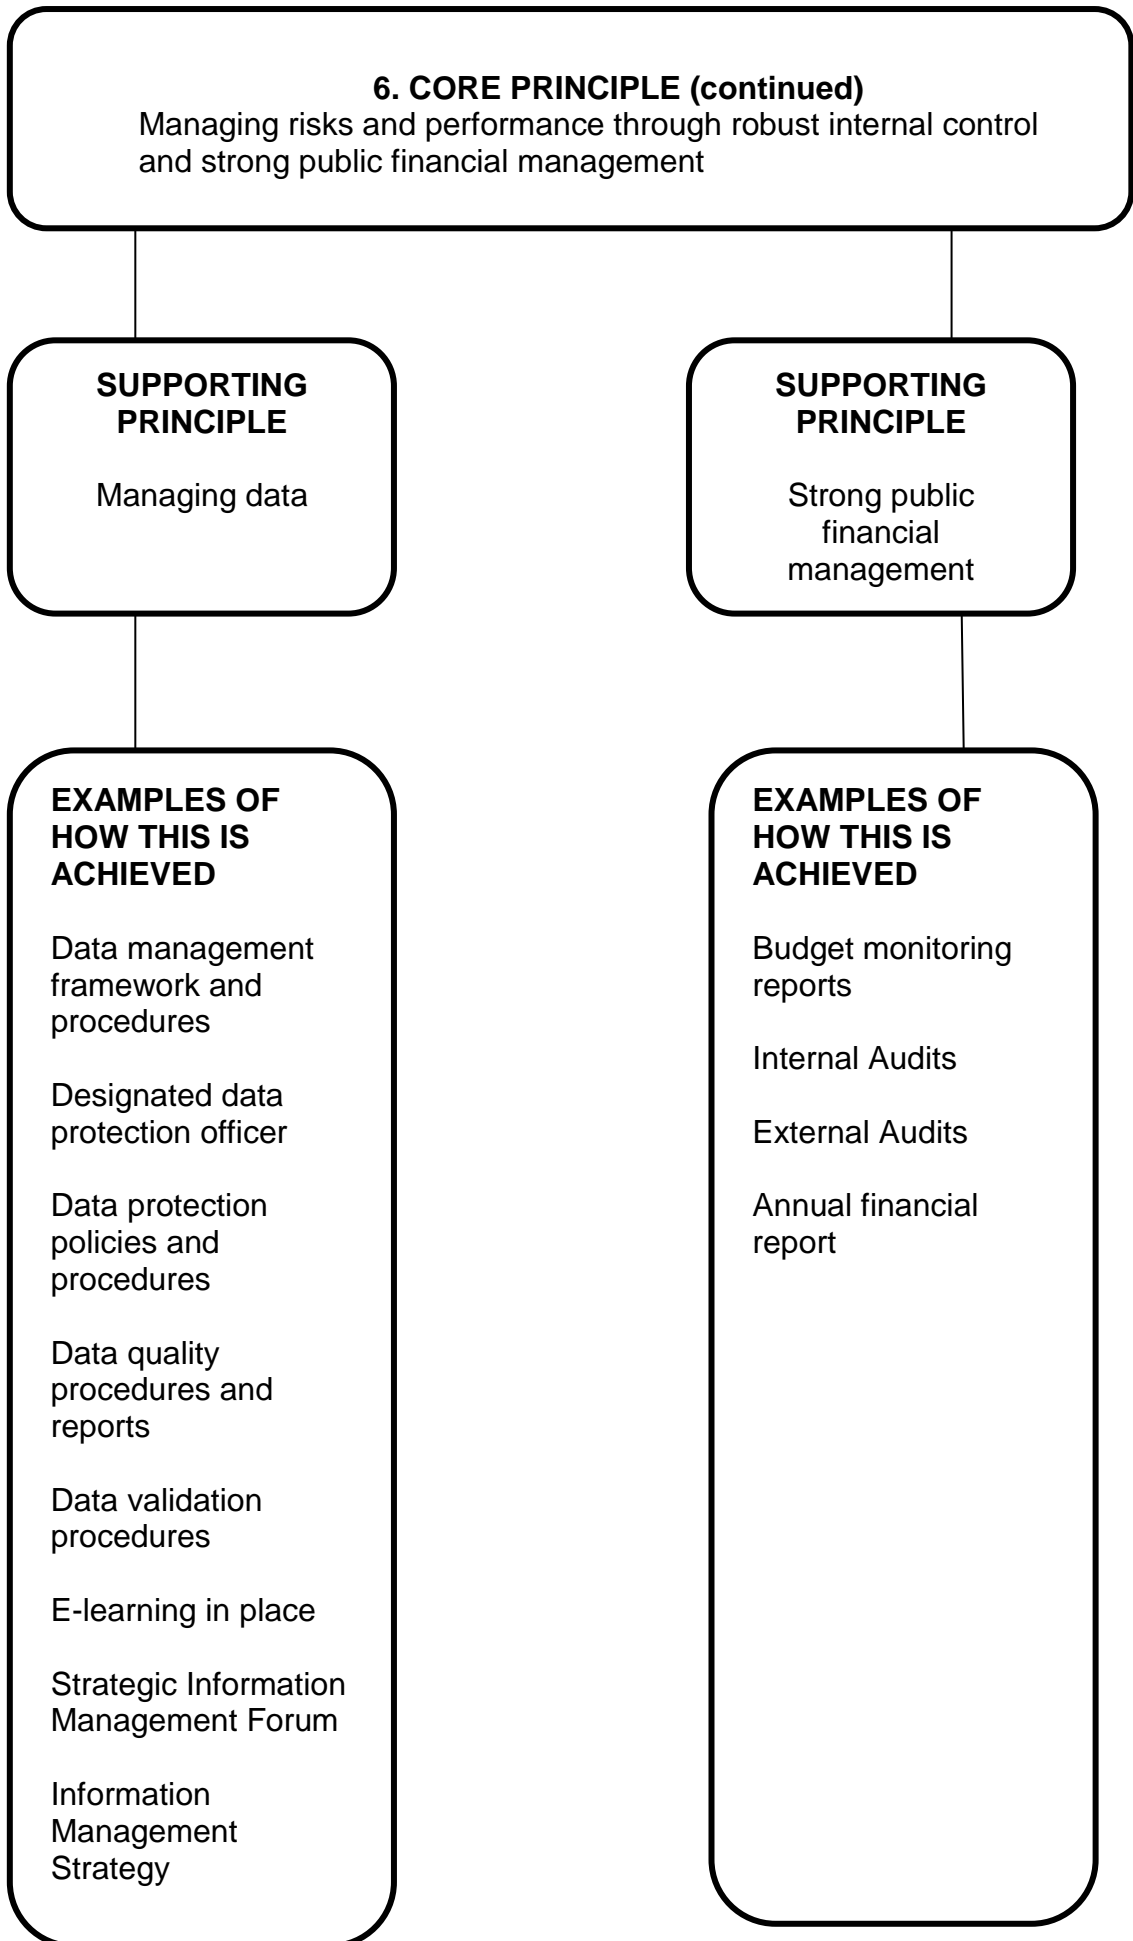 6. CORE PRINCIPLE (continued)
Managing risks and performance through robust internal control
and strong public financial management
SUPPORTING
PRINCIPLE
Managing data
SUPPORTING
PRINCIPLE
Strong public
financial
management
EXAMPLES OF
HOW THIS IS
ACHIEVED
Data management
framework and
procedures
Designated data
protection officer
Data protection
policies and
procedures
Data quality
procedures and
reports
Data validation
procedures
E-learning in place
Strategic Information
Management Forum
Information
Management
Strategy
EXAMPLES OF
HOW THIS IS
ACHIEVED
Budget monitoring
reports
Internal Audits
External Audits
Annual financial
report